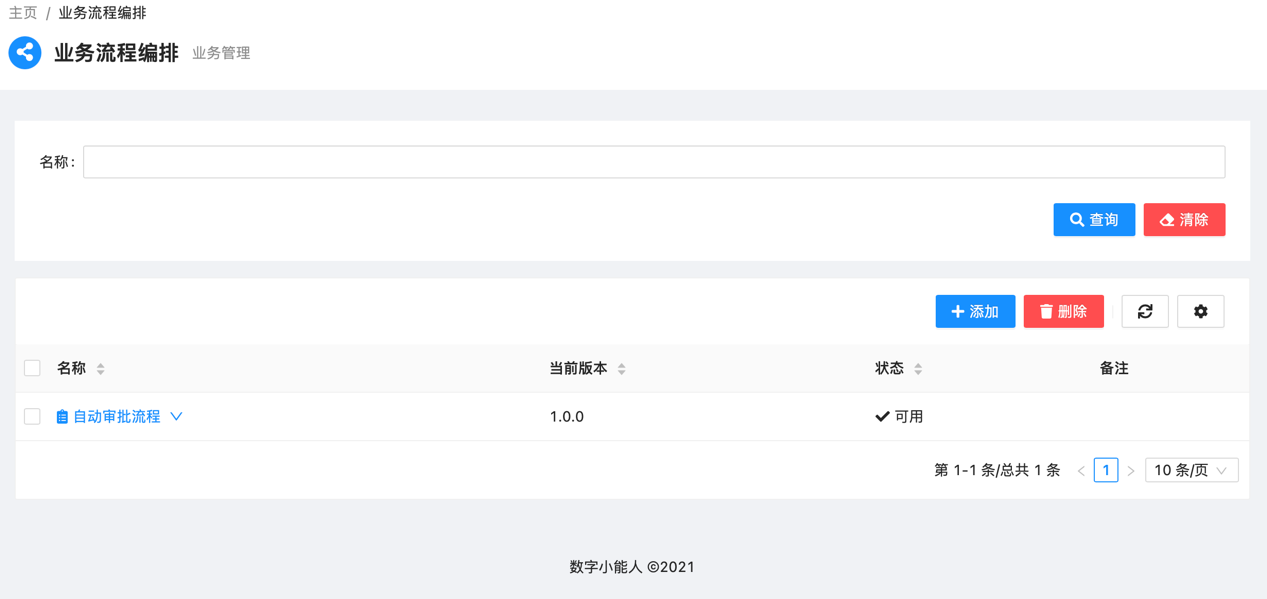 主页 / 业务流程编排
业务流程编排 业务管理
名称:
查询 清除
添加 删除
名称 当前版本 状态 备注
自动审批流程 1.0.0 可用
第 1-1 条/总共 1 条 < 1 > 10 条/页
数字小能人 ©2021